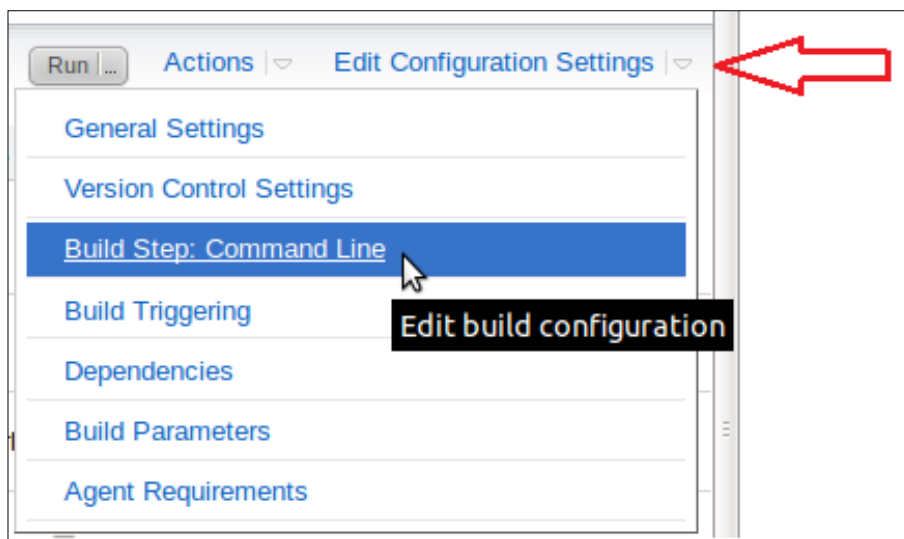 Run ... Actions Edit Configuration Settings
General Settings
Version Control Settings
Build Step: Command Line
Build Triggering
Edit build configuration
Dependencies
Build Parameters
Agent Requirements